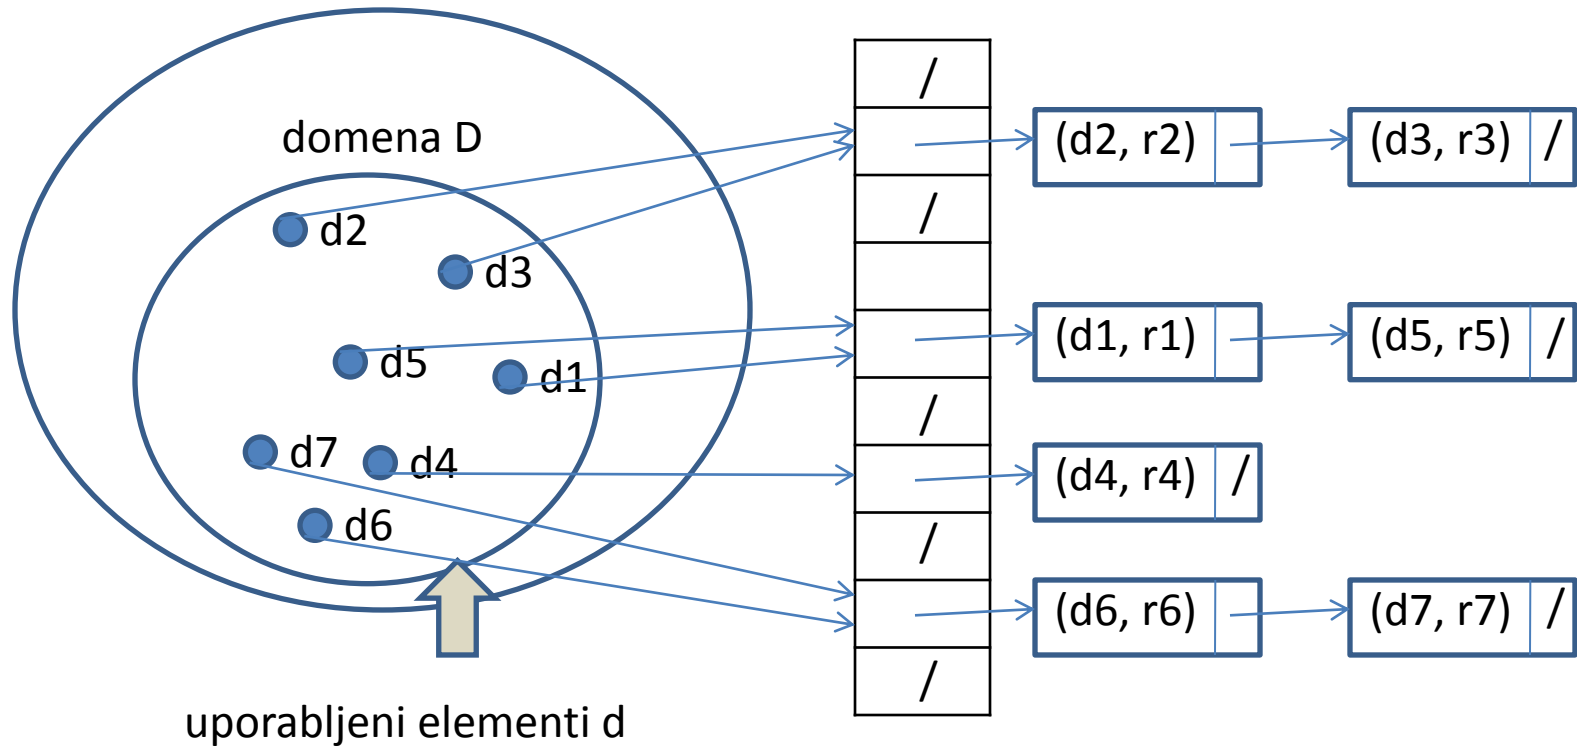 /
domena D
(d2, r2) (d3, r3) /
d2
/
d3
d5
(d1, r1) (d5, r5) /
d1
/
d7
d4
(d4, r4) /
d6
/
(d6, r6) (d7, r7) /
/
uporabljeni elementi d